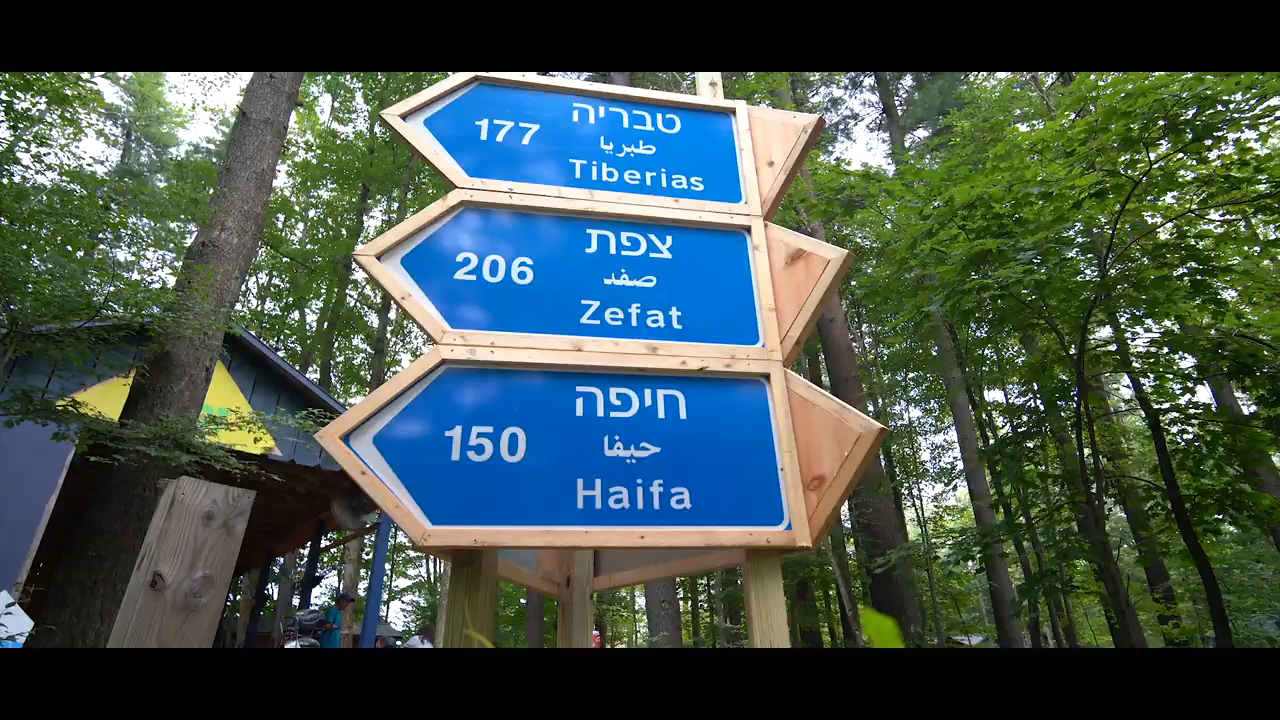 177
טבריה
طبريا
Tiberias
206
צפת
صفد
Zefat
150
חיפה
حيفا
Haifa